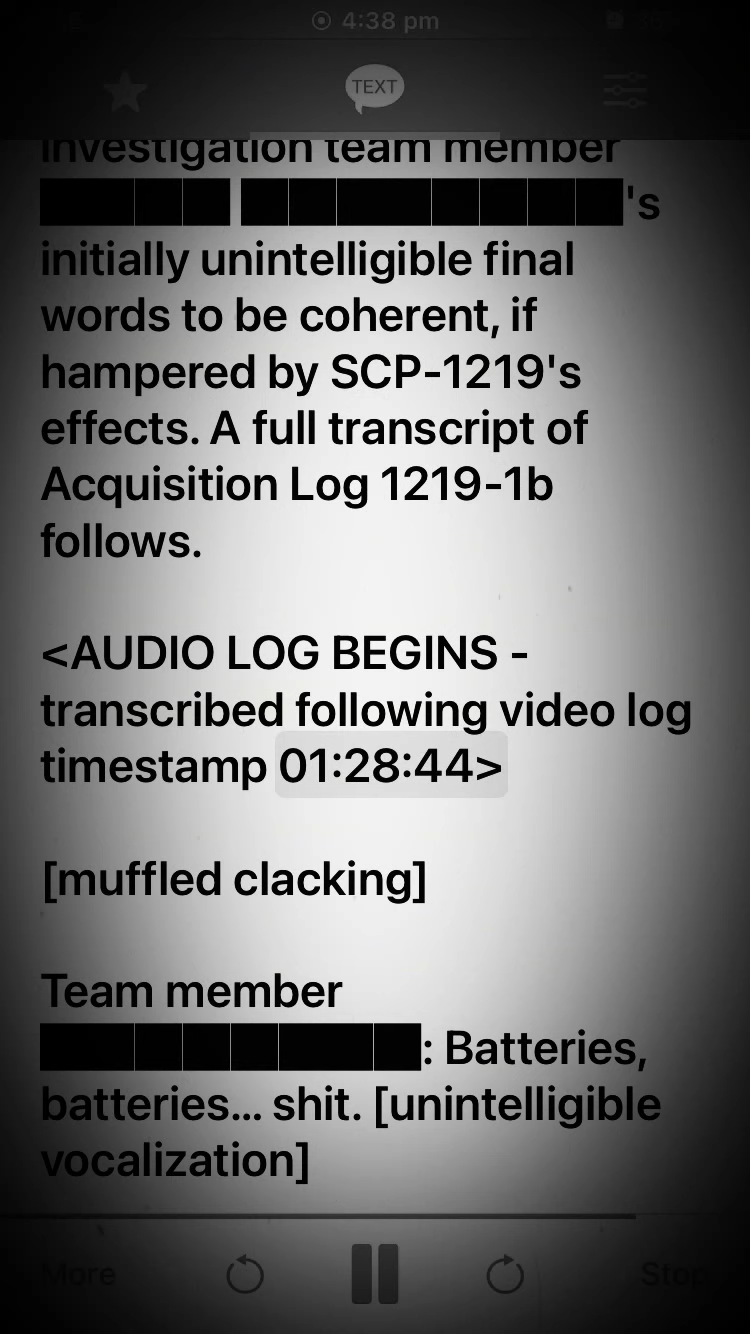 4:38 pm
TEXT
investigation team member
██████ ██████████'s
initially unintelligible final
words to be coherent, if
hampered by SCP-1219's
effects. A full transcript of
Acquisition Log 1219-1b
follows.
<AUDIO LOG BEGINS -
transcribed following video log
timestamp 01:28:44>
[muffled clacking]
Team member
██████████: Batteries,
batteries... shit. [unintelligible
vocalization]
More
Stop